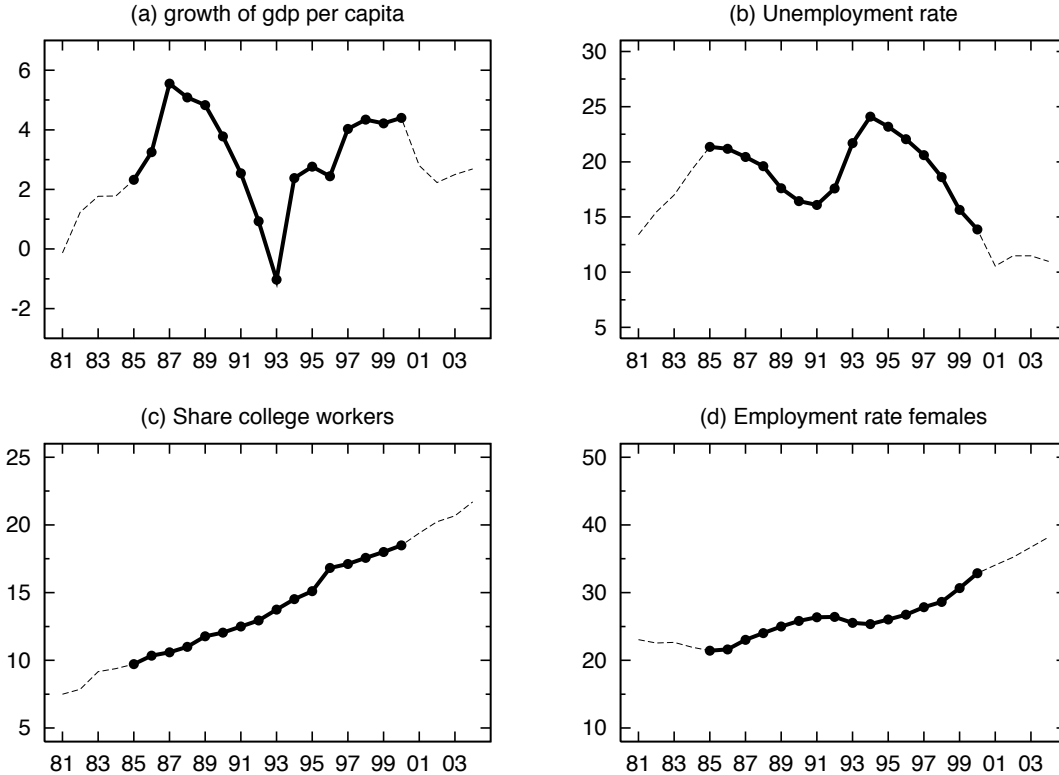 (a) growth of gdp per capita
6
4
2
0
-2
81 83 85 87 89 91 93 95 97 99 01 03
(b) Unemployment rate
30
25
20
15
10
5
81 83 85 87 89 91 93 95 97 99 01 03
(c) Share college workers
25
20
15
10
5
81 83 85 87 89 91 93 95 97 99 01 03
(d) Employment rate females
50
40
30
20
10
81 83 85 87 89 91 93 95 97 99 01 03